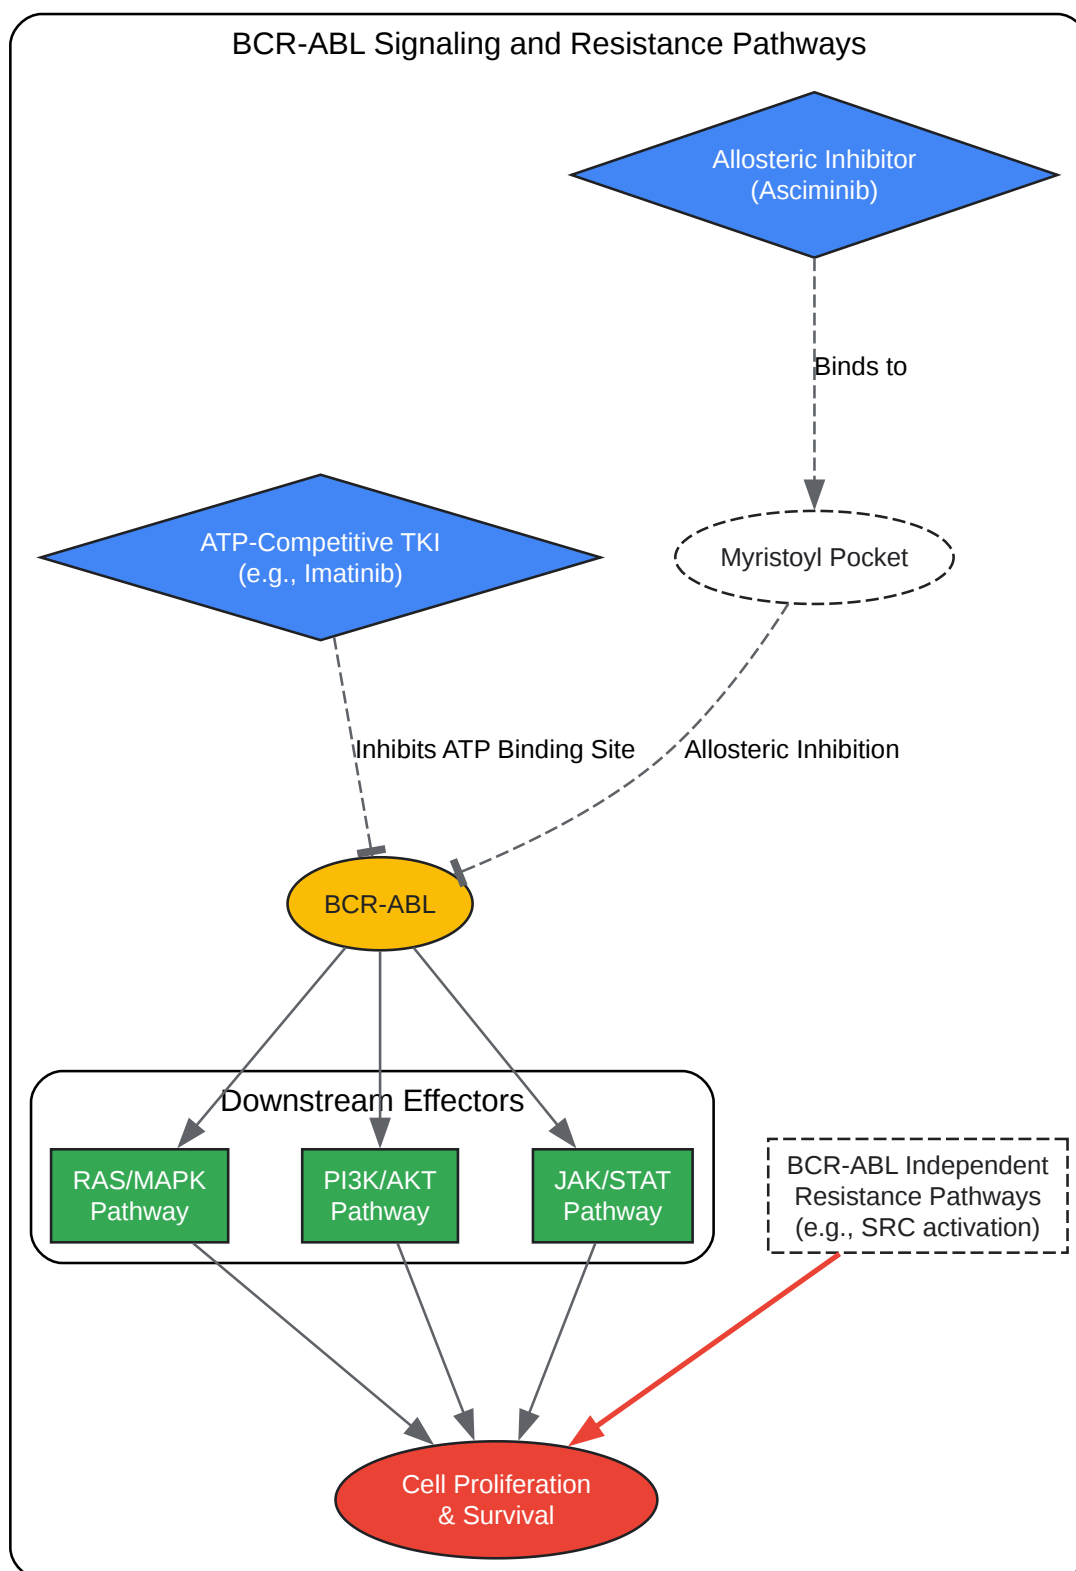 BCR-ABL Signaling and Resistance Pathways
Allosteric Inhibitor
(Asciminib)
Binds to
ATP-Competitive TKI
(e.g., Imatinib)
Myristoyl Pocket
Inhibits ATP Binding Site
Allosteric Inhibition
BCR-ABL
Downstream Effectors
RAS/MAPK
Pathway
PI3K/AKT
Pathway
JAK/STAT
Pathway
BCR-ABL Independent
Resistance Pathways
(e.g., SRC activation)
Cell Proliferation
& Survival